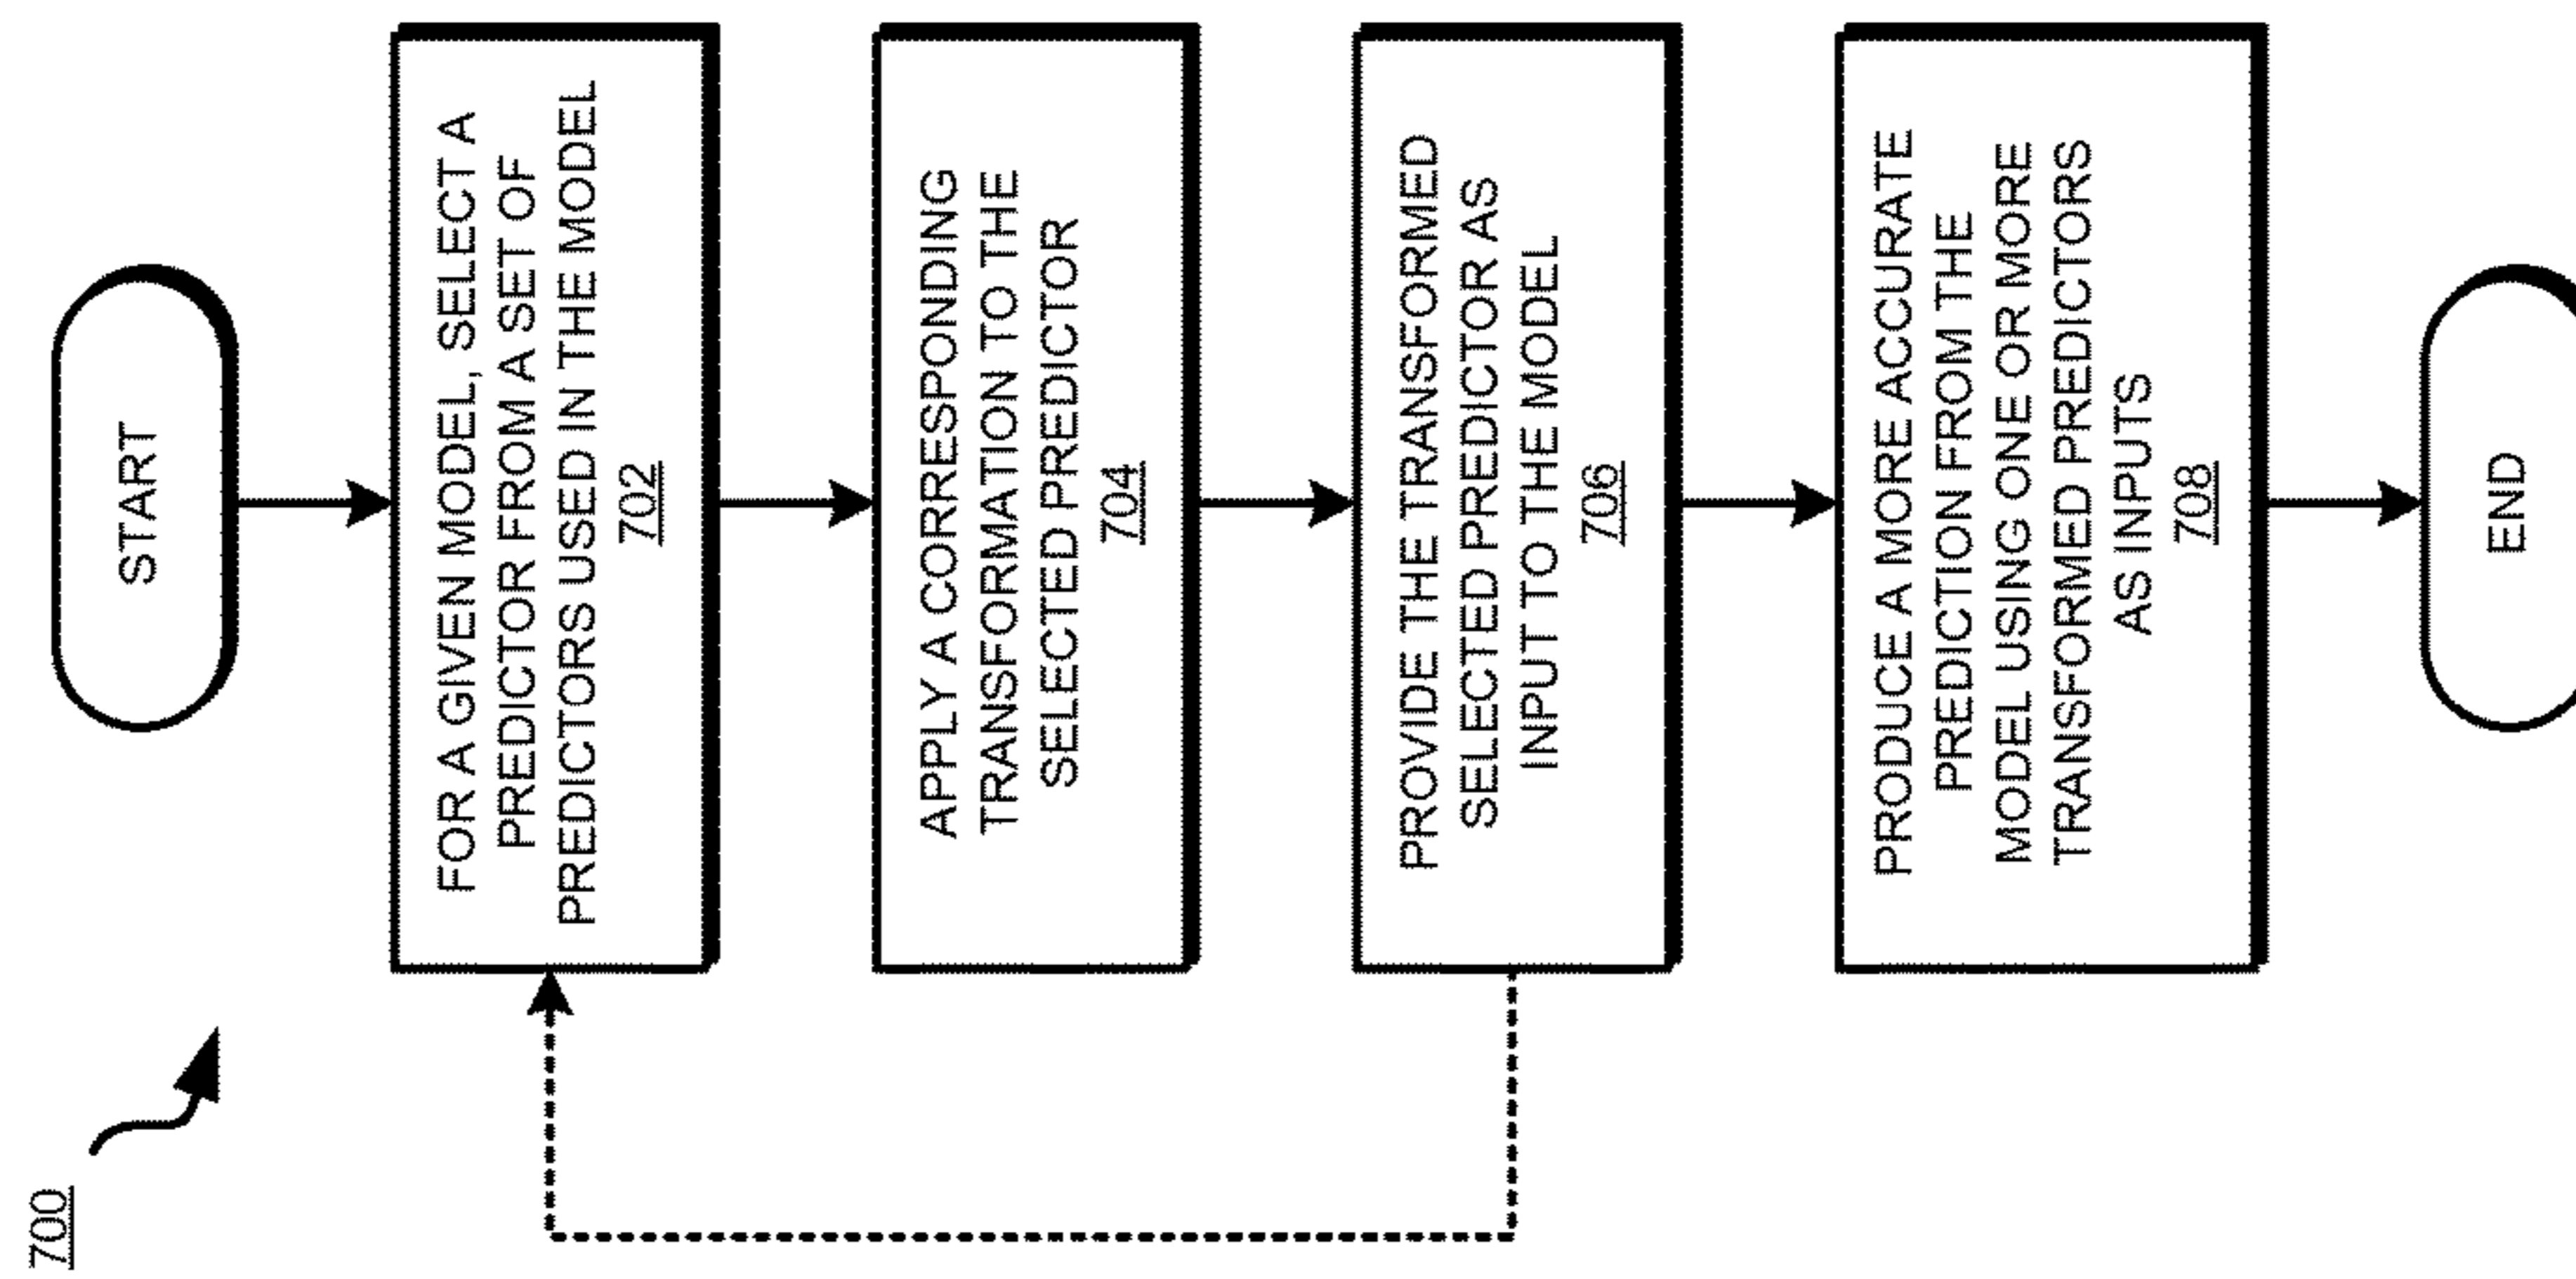 700
START
FOR A GIVEN MODEL, SELECT A
PREDICTOR FROM A SET OF
PREDICTORS USED IN THE MODEL
702
APPLY A CORRESPONDING
TRANSFORMATION TO THE
SELECTED PREDICTOR
704
PROVIDE THE TRANSFORMED
SELECTED PREDICTOR AS
INPUT TO THE MODEL
706
PRODUCE A MORE ACCURATE
PREDICTION FROM THE
MODEL USING ONE OR MORE
TRANSFORMED PREDICTORS
AS INPUTS
708
END